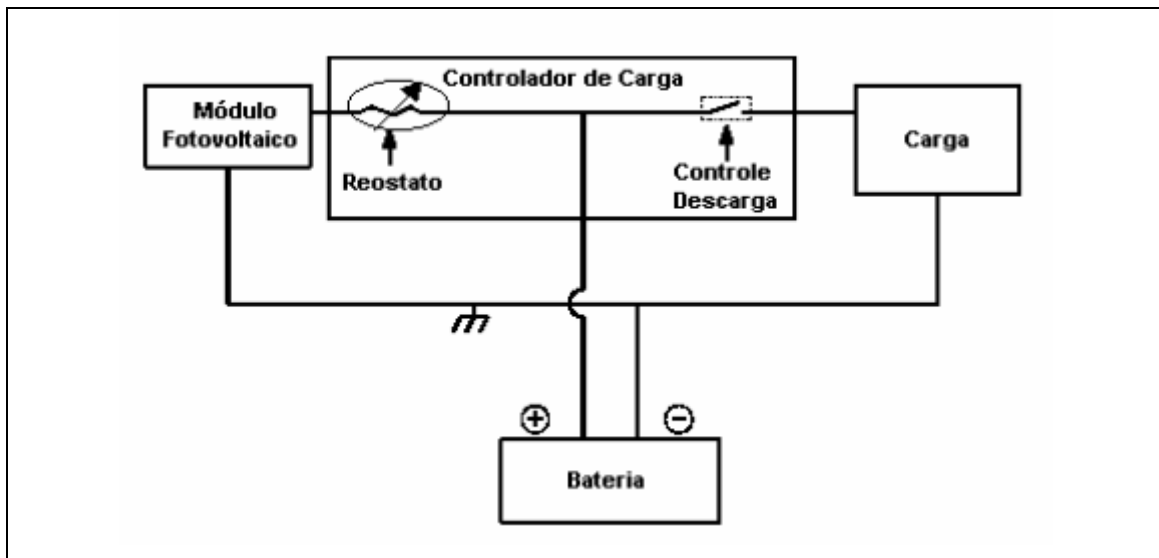 Controlador de Carga
Módulo
Fotovoltaico
Carga
Reostato
Controle
Descarga
+
-
Bateria